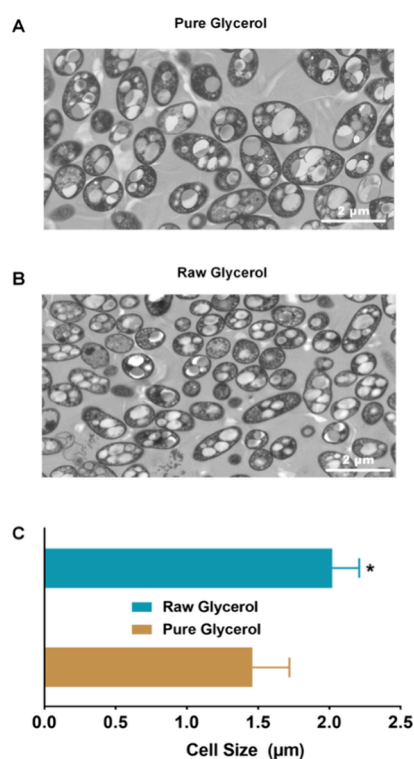 A
Pure Glycerol
2 μm
B
Raw Glycerol
2 μm
C
*
Raw Glycerol
Pure Glycerol
0.0 0.5 1.0 1.5 2.0 2.5
Cell Size (μm)